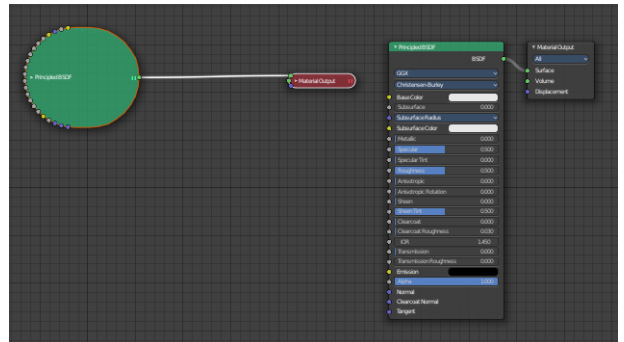 Principled BSDF
Material Output
Principled BSDF
BSDF
GGX
Christensen-Burley
Base Color
Subsurface 0.000
Subsurface Radius
Subsurface Color
Metallic 0.000
Specular 0.500
Specular Tint 0.000
Roughness 0.500
Anisotropic 0.000
Anisotropic Rotation 0.000
Sheen 0.000
Sheen Tint 0.500
Clearcoat 0.000
Clearcoat Roughness 0.030
IOR 1.450
Transmission 0.000
Transmission Roughness 0.000
Emission
Alpha 1.000
Normal
Clearcoat Normal
Tangent
Material Output
All
Surface
Volume
Displacement